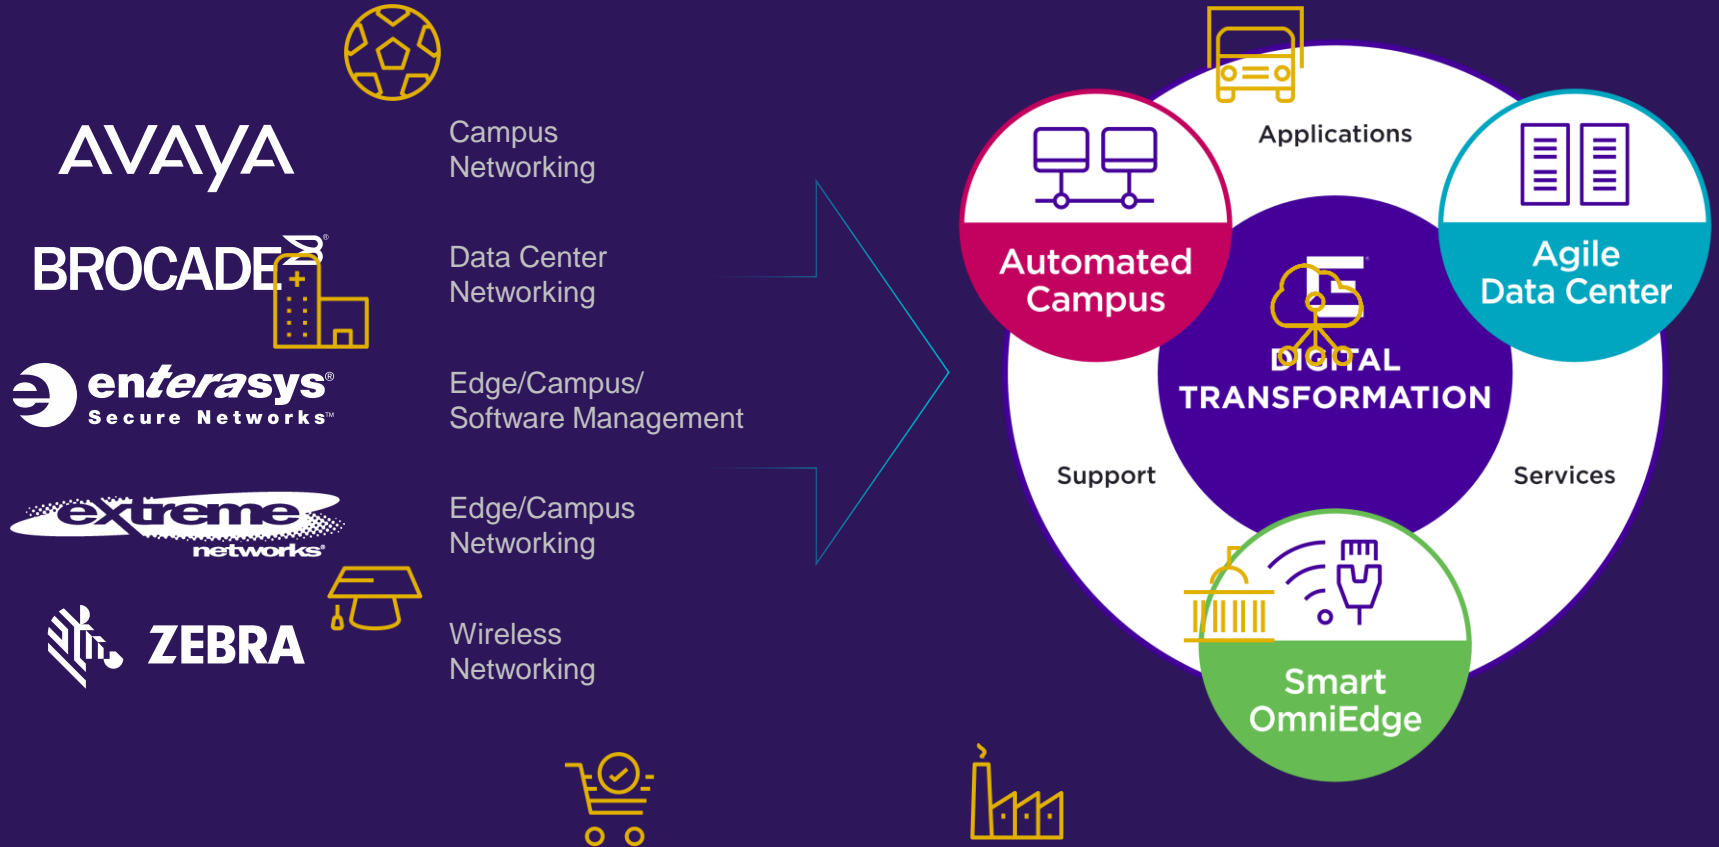 AVAYA
Campus
Networking
BROCADE
Data Center
Networking
enterasys®
Secure Networks™
Edge/Campus/
Software Management
extreme
networks®
Edge/Campus
Networking
ZEBRA
Wireless
Networking
Applications
Automated
Campus
Agile
Data Center
DIGITAL
TRANSFORMATION
Support
Services
Smart
OmniEdge